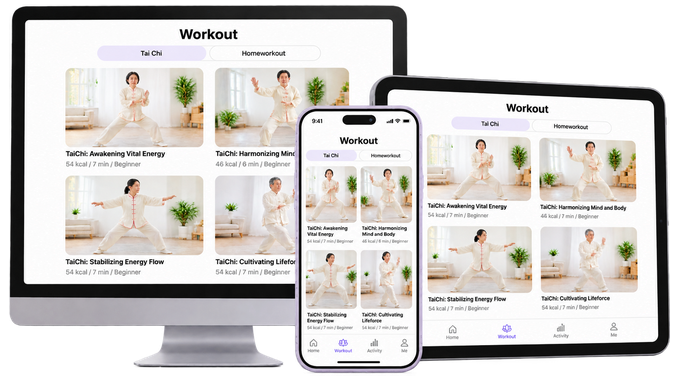 Workout
Tai Chi
Homeworkout
TaiChi: Awakening Vital Energy
54 kcal / 7 min / Beginner
TaiChi: Harmonizing Mind
46 kcal / 7 min /
TaiChi: Stabilizing Energy Flow
54 kcal / 7 min / Beginner
TaiChi: Cultivating Lifeforc
54 kcal / 7 min / Beginner
9:41
Workout
Tai Chi
Homeworkout
TaiChi: Awakening
Vital Energy
54 kcal / 7 min / Beginner
TaiChi: Harmonizing
Mind and Body
46 kcal / 6 min / Beginner
TaiChi: Stabilizing
Energy Flow
54 kcal / 7 min / Beginner
TaiChi: Cultivating
Lifeforce
54 kcal / 7 min / Beginner
Home
Workout
Activity
Me
Workout
Tai Chi
Homeworkout
TaiChi: Awakening Vital Energy
54 kcal / 7 min / Beginner
TaiChi: Harmonizing Mind and Body
46 kcal / 7 min / Beginner
TaiChi: Stabilizing Energy Flow
54 kcal / 7 min / Beginner
TaiChi: Cultivating Lifeforce
54 kcal / 7 min / Beginner
Home
Workout
Activity
Me